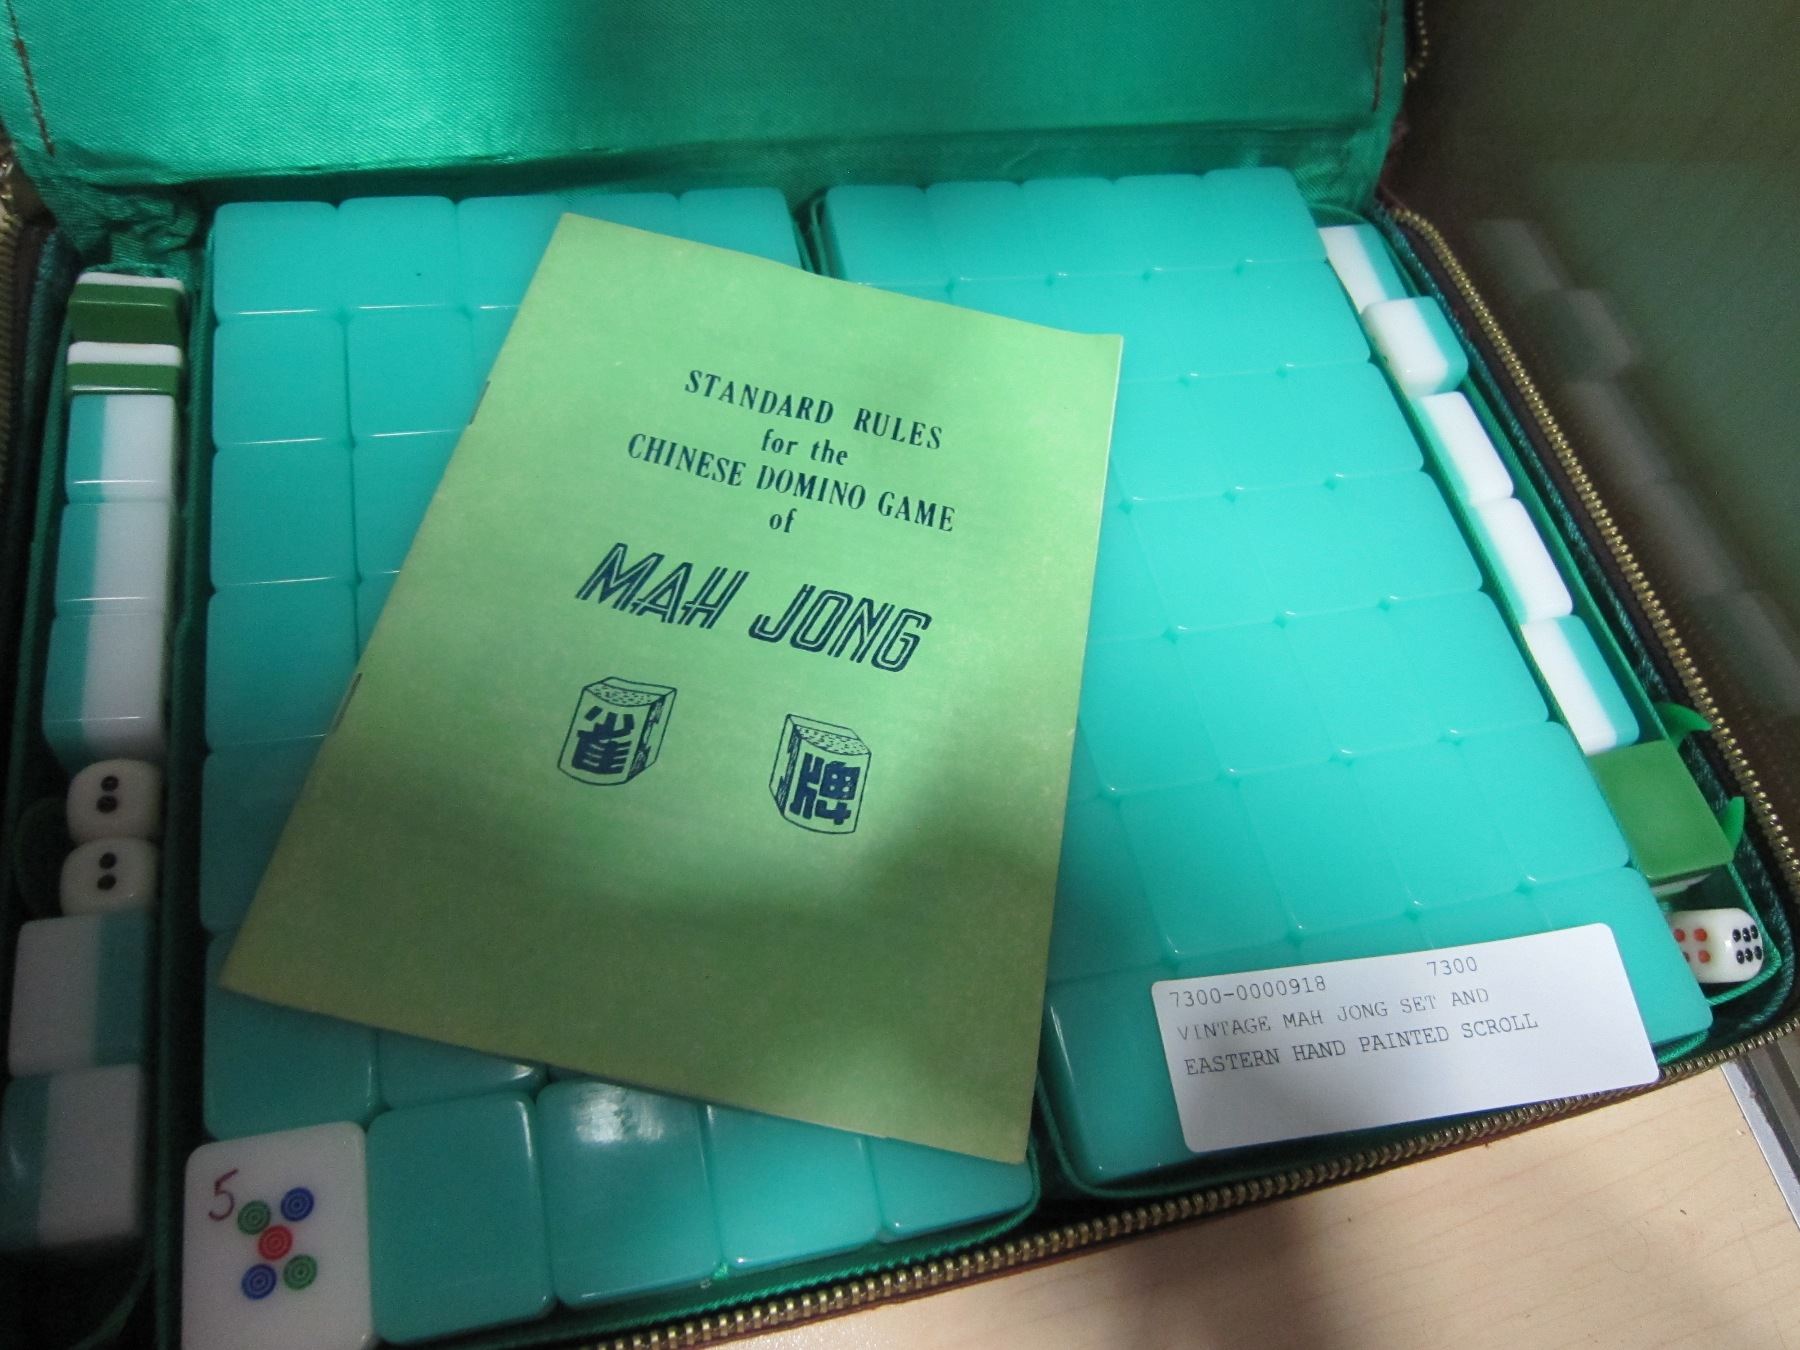 STANDARD RULES
for the
CHINESE DOMINO GAME
of
MAH JONG
雀 牌
7300-0000918 7300
VINTAGE MAH JONG SET AND
EASTERN HAND PAINTED SCROLL
5